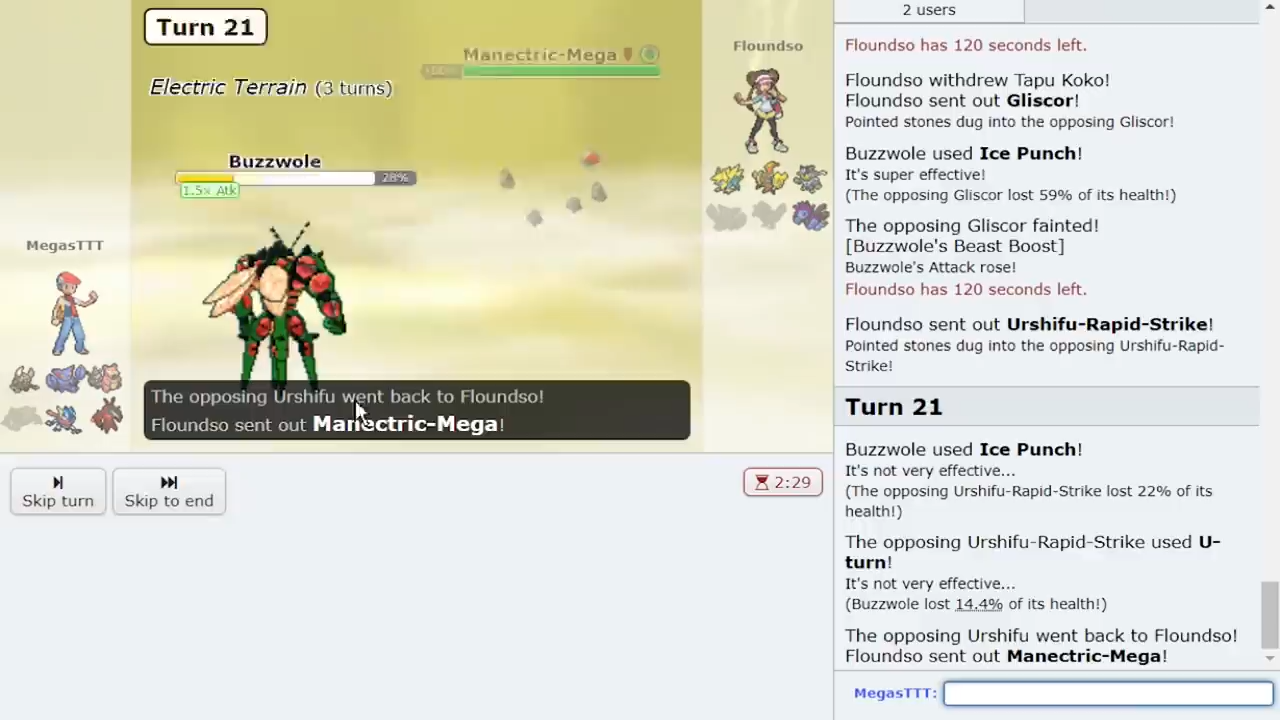 Turn 21
Electric Terrain (3 turns)
Manectric-Mega
Floundso
Buzzwole
28%
1.5× Atk
MegasTTT
The opposing Urshifu went back to Floundso!
Floundso sent out Manectric-Mega!
Skip turn
Skip to end
2:29
2 users
Floundso has 120 seconds left.
Floundso withdrew Tapu Koko!
Floundso sent out Gliscor!
Pointed stones dug into the opposing Gliscor!
Buzzwole used Ice Punch!
It's super effective!
(The opposing Gliscor lost 59% of its health!)
The opposing Gliscor fainted!
[Buzzwole's Beast Boost]
Buzzwole's Attack rose!
Floundso has 120 seconds left.
Floundso sent out Urshifu-Rapid-Strike!
Pointed stones dug into the opposing Urshifu-Rapid-
Strike!
Turn 21
Buzzwole used Ice Punch!
It's not very effective...
(The opposing Urshifu-Rapid-Strike lost 22% of its
health!)
The opposing Urshifu-Rapid-Strike used U-
turn!
It's not very effective...
(Buzzwole lost 14.4% of its health!)
The opposing Urshifu went back to Floundso!
Floundso sent out Manectric-Mega!
MegasTTT: